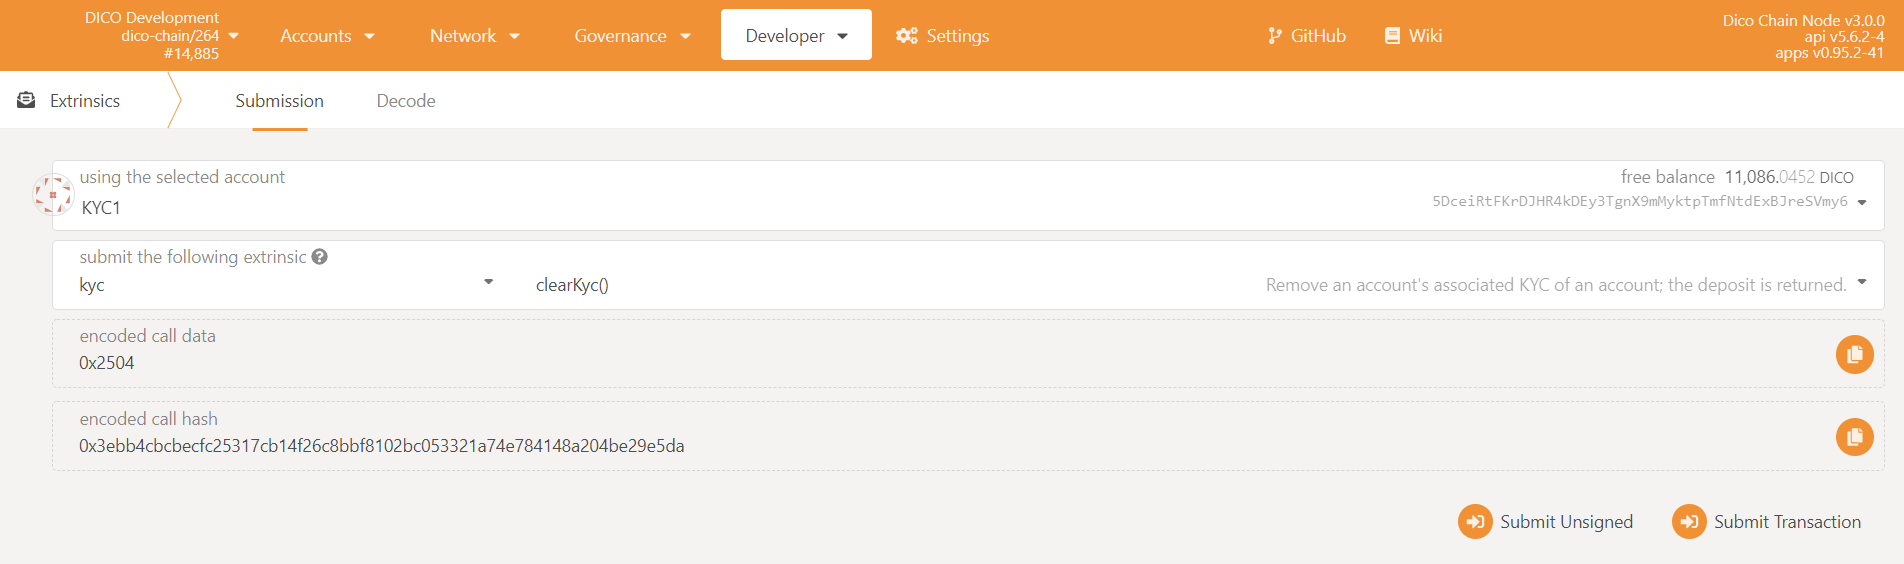 DICO Development
dico-chain/264
#14,885
Accounts
Network
Governance
Developer
Settings
GitHub
Wiki
Dico Chain Node v3.0.0
api v5.6.2-4
apps v0.95.2-41
Extrinsics
Submission
Decode
using the selected account
KYC1
free balance 11,086.0452 DICO
5DceiRtFKrDJHR4kDEy3TgnX9mMyktpTmfNtdExBJreSVmy6
submit the following extrinsic
kyc
clearKyc()
Remove an account's associated KYC of an account; the deposit is returned.
encoded call data
0x2504
encoded call hash
0x3ebb4cbcbecfc25317cb14f26c8bbf8102bc053321a74e784148a204be29e5da
Submit Unsigned
Submit Transaction